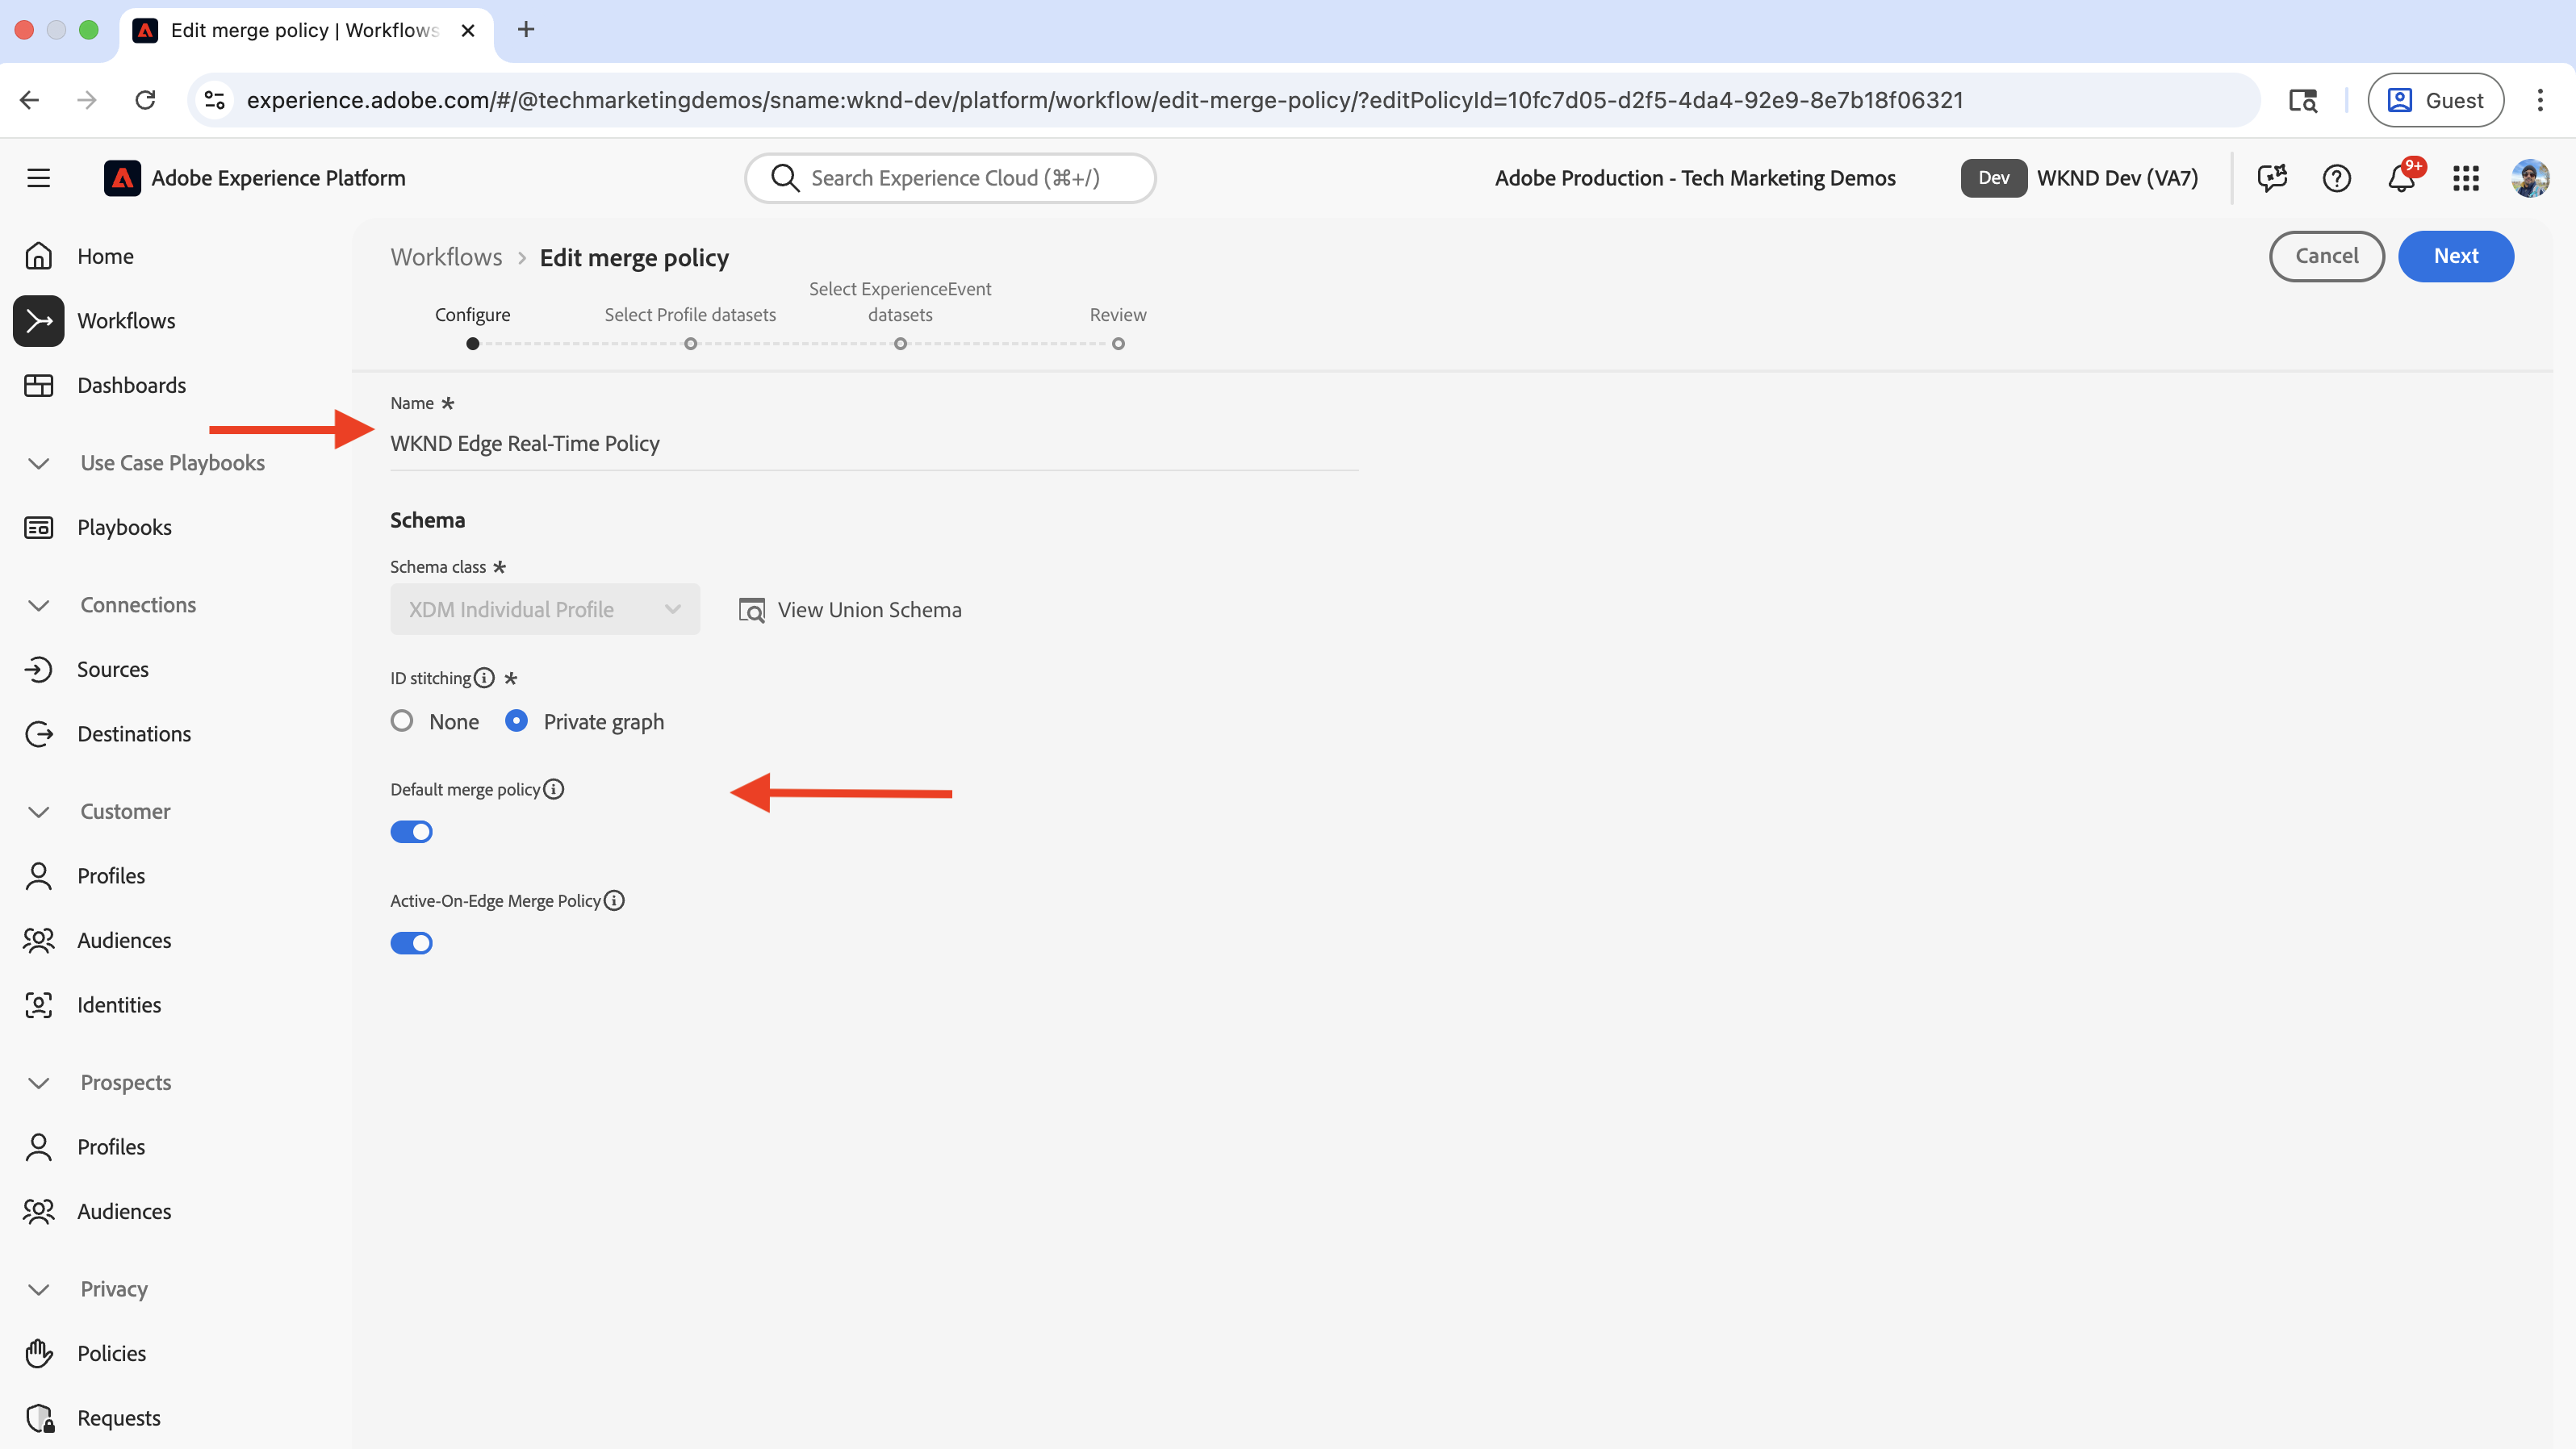 Edit merge policy | Workflows
experience.adobe.com/#/@techmarketingdemos/sname:wknd-dev/platform/workflow/edit-merge-policy/?editPolicyId=10fc7d05-d2f5-4da4-92e9-8e7b18f06321
Guest
Adobe Experience Platform
Search Experience Cloud (⌘+/)
Adobe Production - Tech Marketing Demos
Dev
WKND Dev (VA7)
9+
Home
Workflows
Dashboards
Use Case Playbooks
Playbooks
Connections
Sources
Destinations
Customer
Profiles
Audiences
Identities
Prospects
Profiles
Audiences
Privacy
Policies
Requests
Workflows > Edit merge policy
Cancel
Next
Configure
Select Profile datasets
Select ExperienceEvent
datasets
Review
Name *
WKND Edge Real-Time Policy
Schema
Schema class *
XDM Individual Profile
View Union Schema
ID stitching *
None
Private graph
Default merge policy
Active-On-Edge Merge Policy